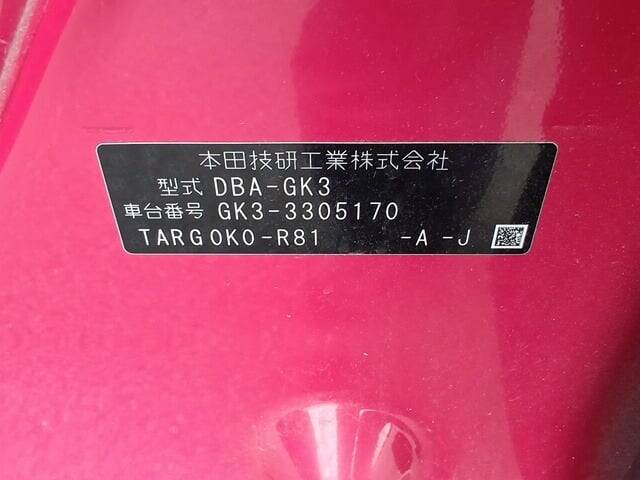 本田技研工業株式会社
型式 DBA-GK3
車台番号 GK3-3305170
TARG0K0-R81 -A -J